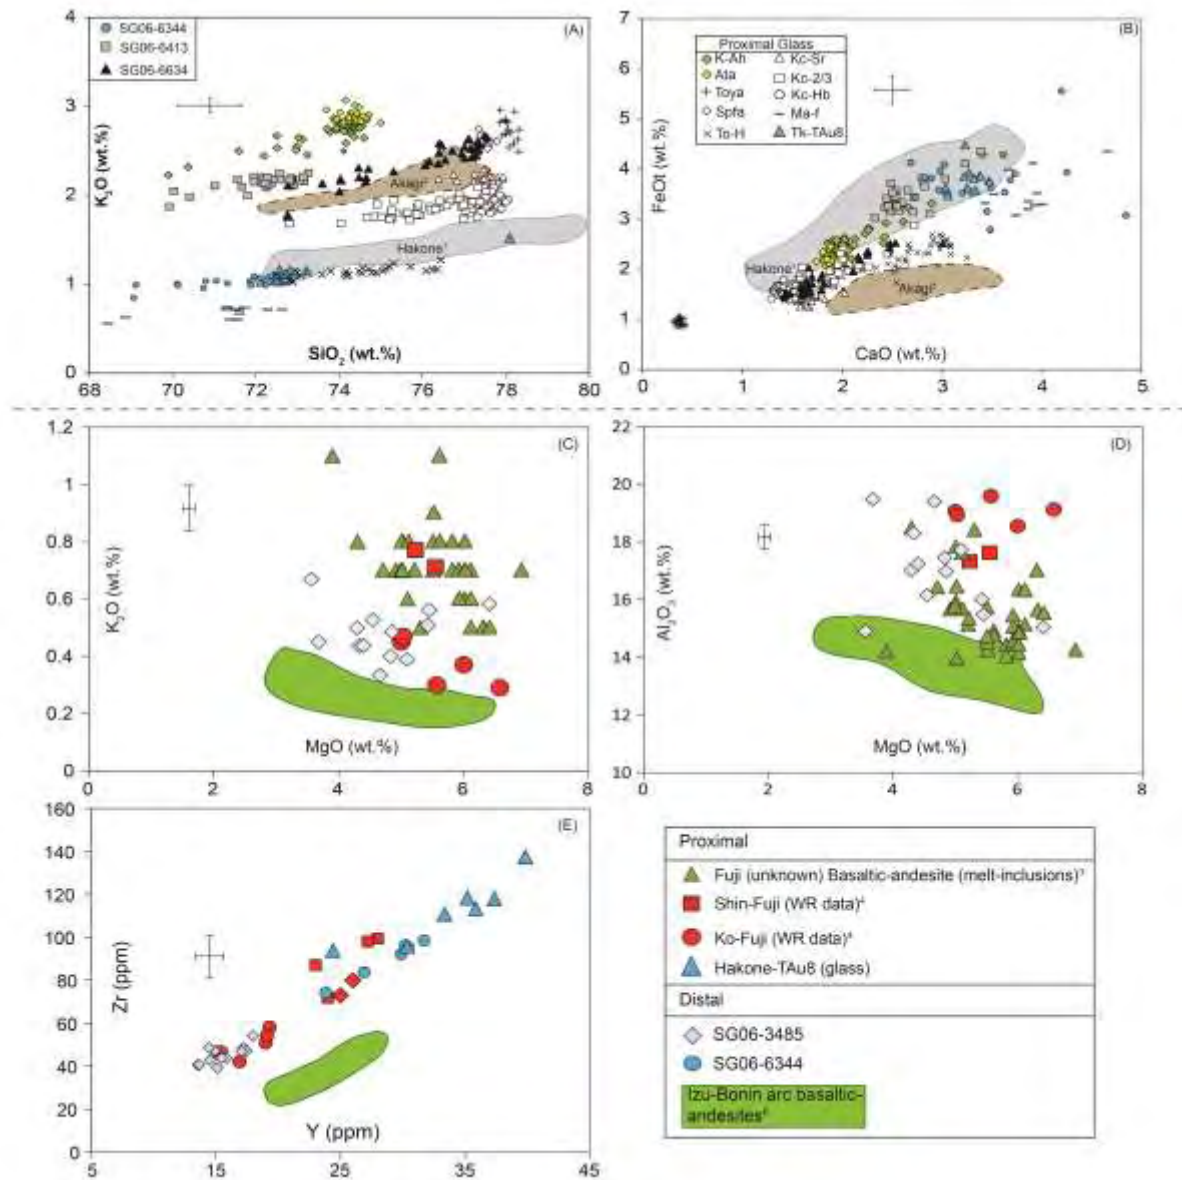 4
3
2
1
0
68
70
72
74
76
78
80
K₂O (wt.%)
SiO₂ (wt.%)
(A)
SG06-6344
SG06-6413
SG06-6634
Akagi
Hakone
7
6
5
4
3
2
1
0
0
1
2
3
4
5
FeOt (wt.%)
CaO (wt.%)
(B)
Proximal Glass
K-Ah
Ata
Toya
Spfa
To-H
Kc-Sr
Kc-2/3
Kc-Hb
Ma-f
Tk-TAu8
Hakone
Akagi
1.2
1
0.8
0.6
0.4
0.2
0
0
2
4
6
8
K₂O (wt.%)
MgO (wt.%)
(C)
22
20
18
16
14
12
10
0
2
4
6
8
Al₂O₃ (wt.%)
MgO (wt.%)
(D)
160
140
120
100
80
60
40
20
0
5
15
25
35
45
Zr (ppm)
Y (ppm)
(E)
Proximal
Fuji (unknown) Basaltic-andesite (melt-inclusions)
Shin-Fuji (WR data)
Ko-Fuji (WR data)
Hakone-TAu8 (glass)
Distal
SG06-3485
SG06-6344
Izu-Bonin arc basaltic-
andesites